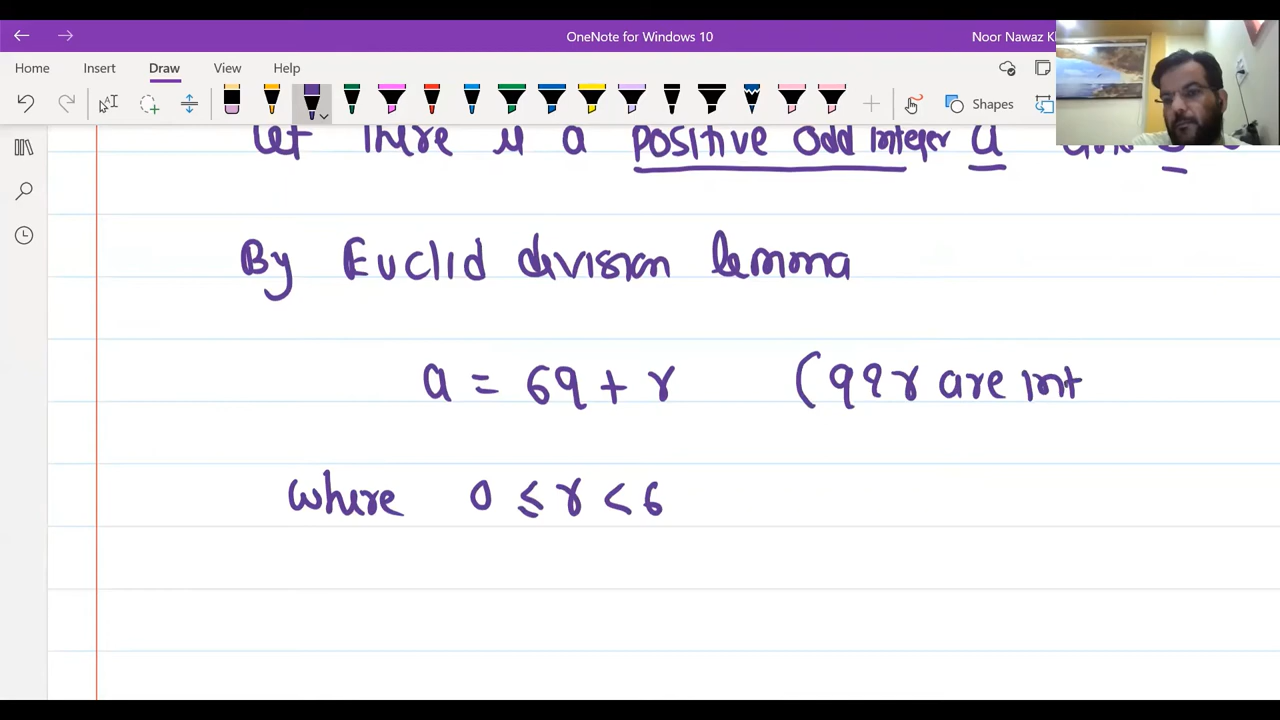 OneNote for Windows 10
Noor Nawaz Kh
Home Insert Draw View Help
Shapes
Let there is a positive odd integer a
By Euclid division lemma
a = 6q + r (q & r are int
where 0 ≤ r < 6